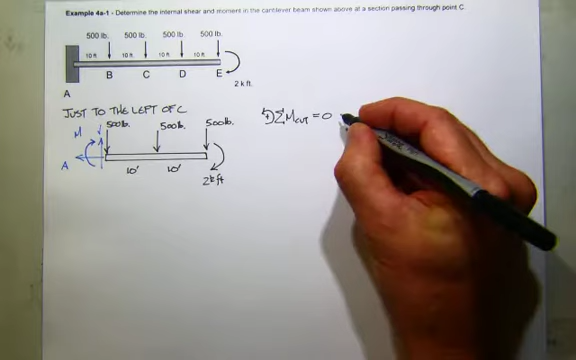 Example 4a-1 - Determine the internal shear and moment in the cantilever beam shown above at a section passing through point C.
500 lb. 500 lb. 500 lb. 500 lb.
10 ft. 10 ft. 10 ft. 10 ft.
B C D E
2 k ft.
A
JUST TO THE LEFT OF C
M 500lb. 500lb. 500lb.
A
10' 10'
2k ft
+ΣM_CUT = 0